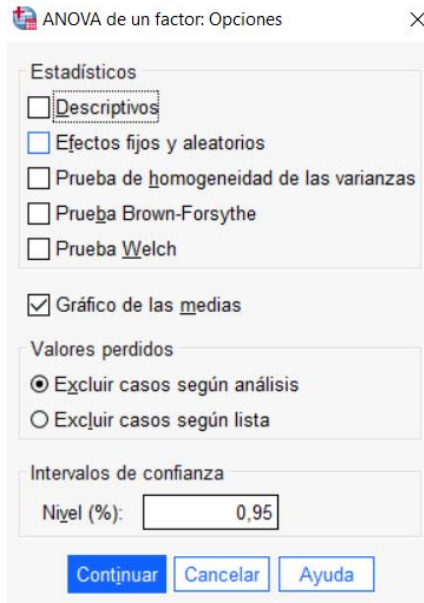 ANOVA de un factor: Opciones
Estadísticos
Descriptivos
Efectos fijos y aleatorios
Prueba de homogeneidad de las varianzas
Prueba Brown-Forsythe
Prueba Welch
Gráfico de las medias
Valores perdidos
Excluir casos según análisis
Excluir casos según lista
Intervalos de confianza
Nivel (%): 0,95
Continuar Cancelar Ayuda